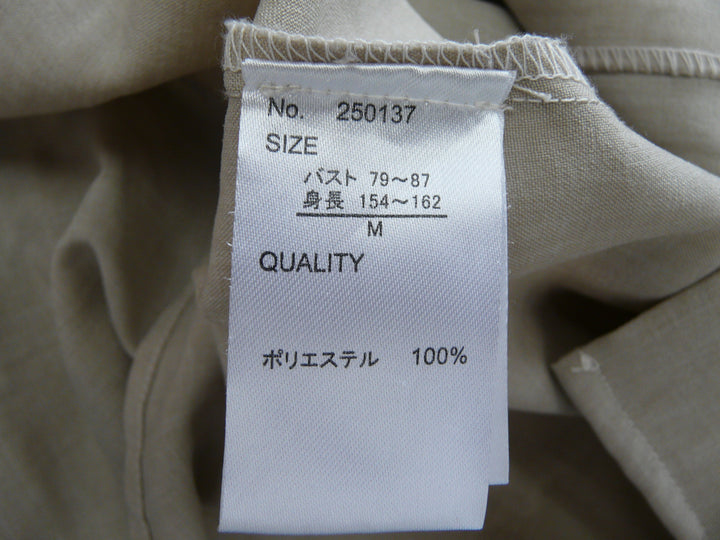 No. 250137
SIZE
バスト 79～87
身長 154～162
M
QUALITY
ポリエステル 100%